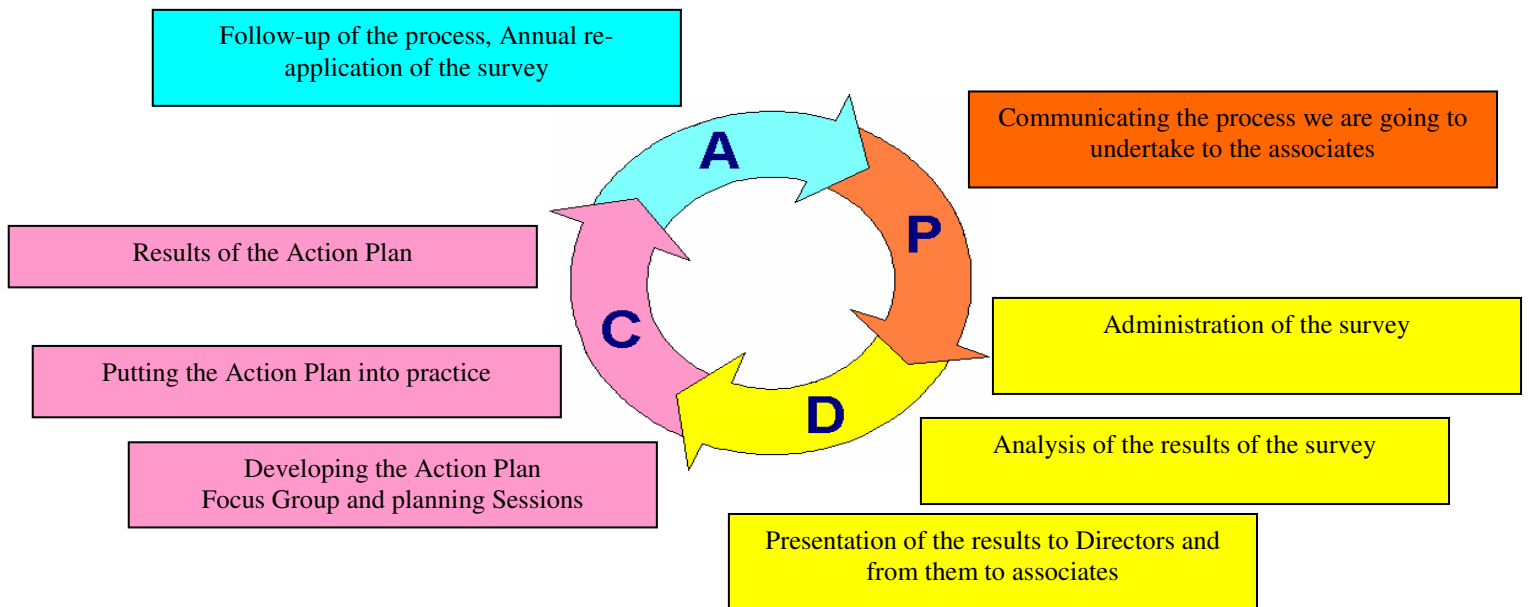 Follow-up of the process, Annual re-
application of the survey
Communicating the process we are going to
undertake to the associates
A
P
Results of the Action Plan
Administration of the survey
C
Putting the Action Plan into practice
D
Analysis of the results of the survey
Developing the Action Plan
Focus Group and planning Sessions
Presentation of the results to Directors and
from them to associates